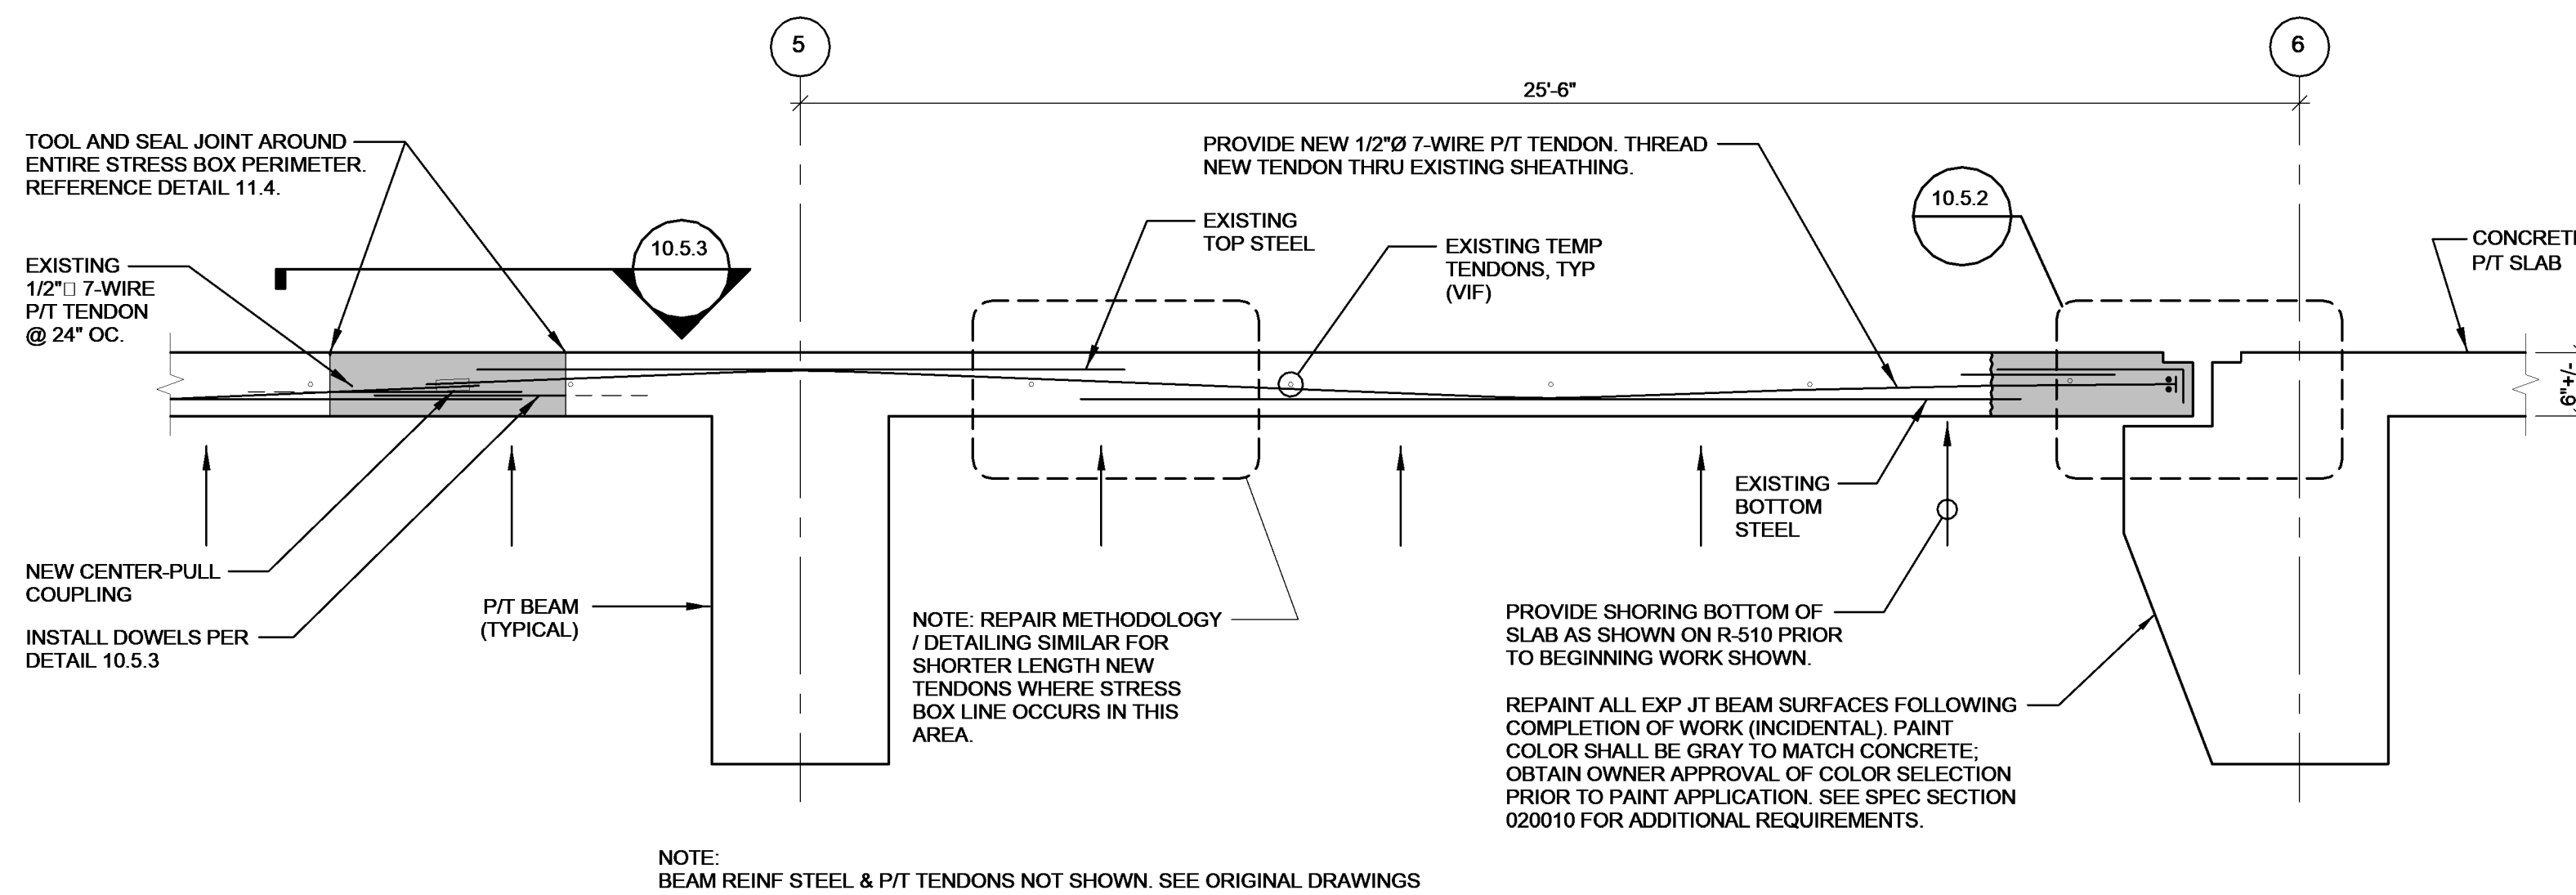 5
6
25'-6"
TOOL AND SEAL JOINT AROUND
ENTIRE STRESS BOX PERIMETER.
REFERENCE DETAIL 11.4.
PROVIDE NEW 1/2"Ø 7-WIRE P/T TENDON. THREAD
NEW TENDON THRU EXISTING SHEATHING.
10.5.2
EXISTING
TOP STEEL
10.5.3
EXISTING TEMP
TENDONS, TYP
(VIF)
CONCRETE
P/T SLAB
EXISTING
1/2"□ 7-WIRE
P/T TENDON
@ 24" OC.
6"+/-
EXISTING
BOTTOM
STEEL
NEW CENTER-PULL
COUPLING
INSTALL DOWELS PER
DETAIL 10.5.3
P/T BEAM
(TYPICAL)
NOTE: REPAIR METHODOLOGY
/ DETAILING SIMILAR FOR
SHORTER LENGTH NEW
TENDONS WHERE STRESS
BOX LINE OCCURS IN THIS
AREA.
PROVIDE SHORING BOTTOM OF
SLAB AS SHOWN ON R-510 PRIOR
TO BEGINNING WORK SHOWN.
REPAINT ALL EXP JT BEAM SURFACES FOLLOWING
COMPLETION OF WORK (INCIDENTAL). PAINT
COLOR SHALL BE GRAY TO MATCH CONCRETE;
OBTAIN OWNER APPROVAL OF COLOR SELECTION
PRIOR TO PAINT APPLICATION. SEE SPEC SECTION
020010 FOR ADDITIONAL REQUIREMENTS.
NOTE:
BEAM REINF STEEL & P/T TENDONS NOT SHOWN. SEE ORIGINAL DRAWINGS